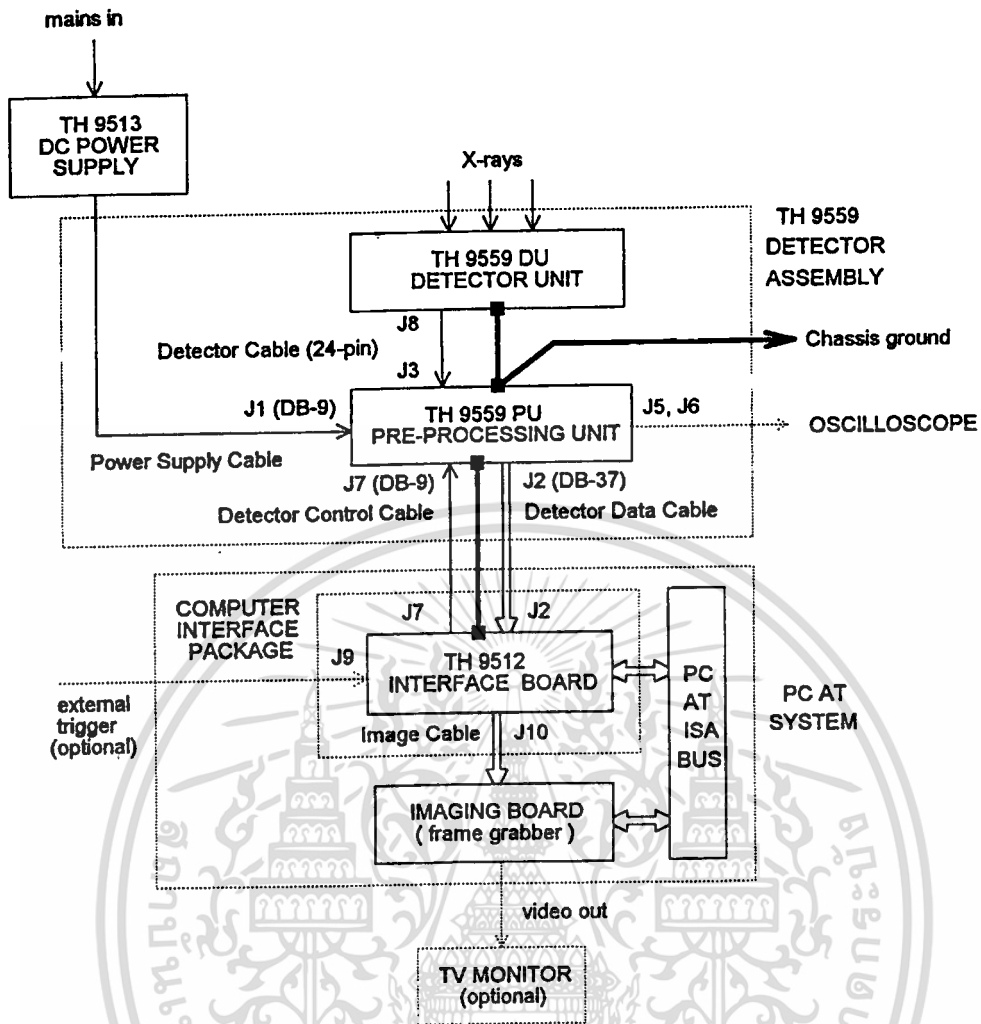 mains in
TH 9513
DC POWER
SUPPLY
X-rays
TH 9559
DETECTOR
ASSEMBLY
TH 9559 DU
DETECTOR UNIT
J8
Detector Cable (24-pin)
J3
Chassis ground
J1 (DB-9)
TH 9559 PU
PRE-PROCESSING UNIT
J5, J6
OSCILLOSCOPE
Power Supply Cable
J7 (DB-9)
J2 (DB-37)
Detector Control Cable
Detector Data Cable
COMPUTER
INTERFACE
PACKAGE
J7
J2
J9
TH 9512
INTERFACE BOARD
PC
AT
ISA
BUS
PC AT
SYSTEM
external
trigger
(optional)
Image Cable
J10
IMAGING BOARD
( frame grabber )
video out
TV MONITOR
(optional)